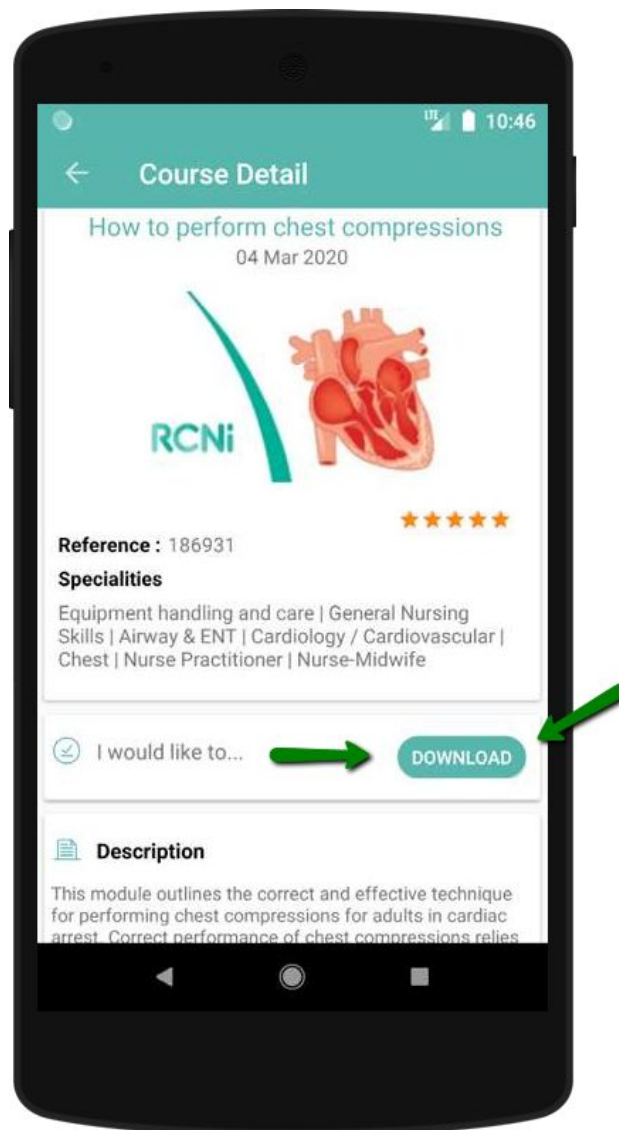 LTE 10:46
Course Detail
How to perform chest compressions
04 Mar 2020
RCNi
Reference : 186931
Specialities
Equipment handling and care | General Nursing
Skills | Airway & ENT | Cardiology / Cardiovascular |
Chest | Nurse Practitioner | Nurse-Midwife
I would like to...
DOWNLOAD
Description
This module outlines the correct and effective technique
for performing chest compressions for adults in cardiac
arrest. Correct performance of chest compressions relies